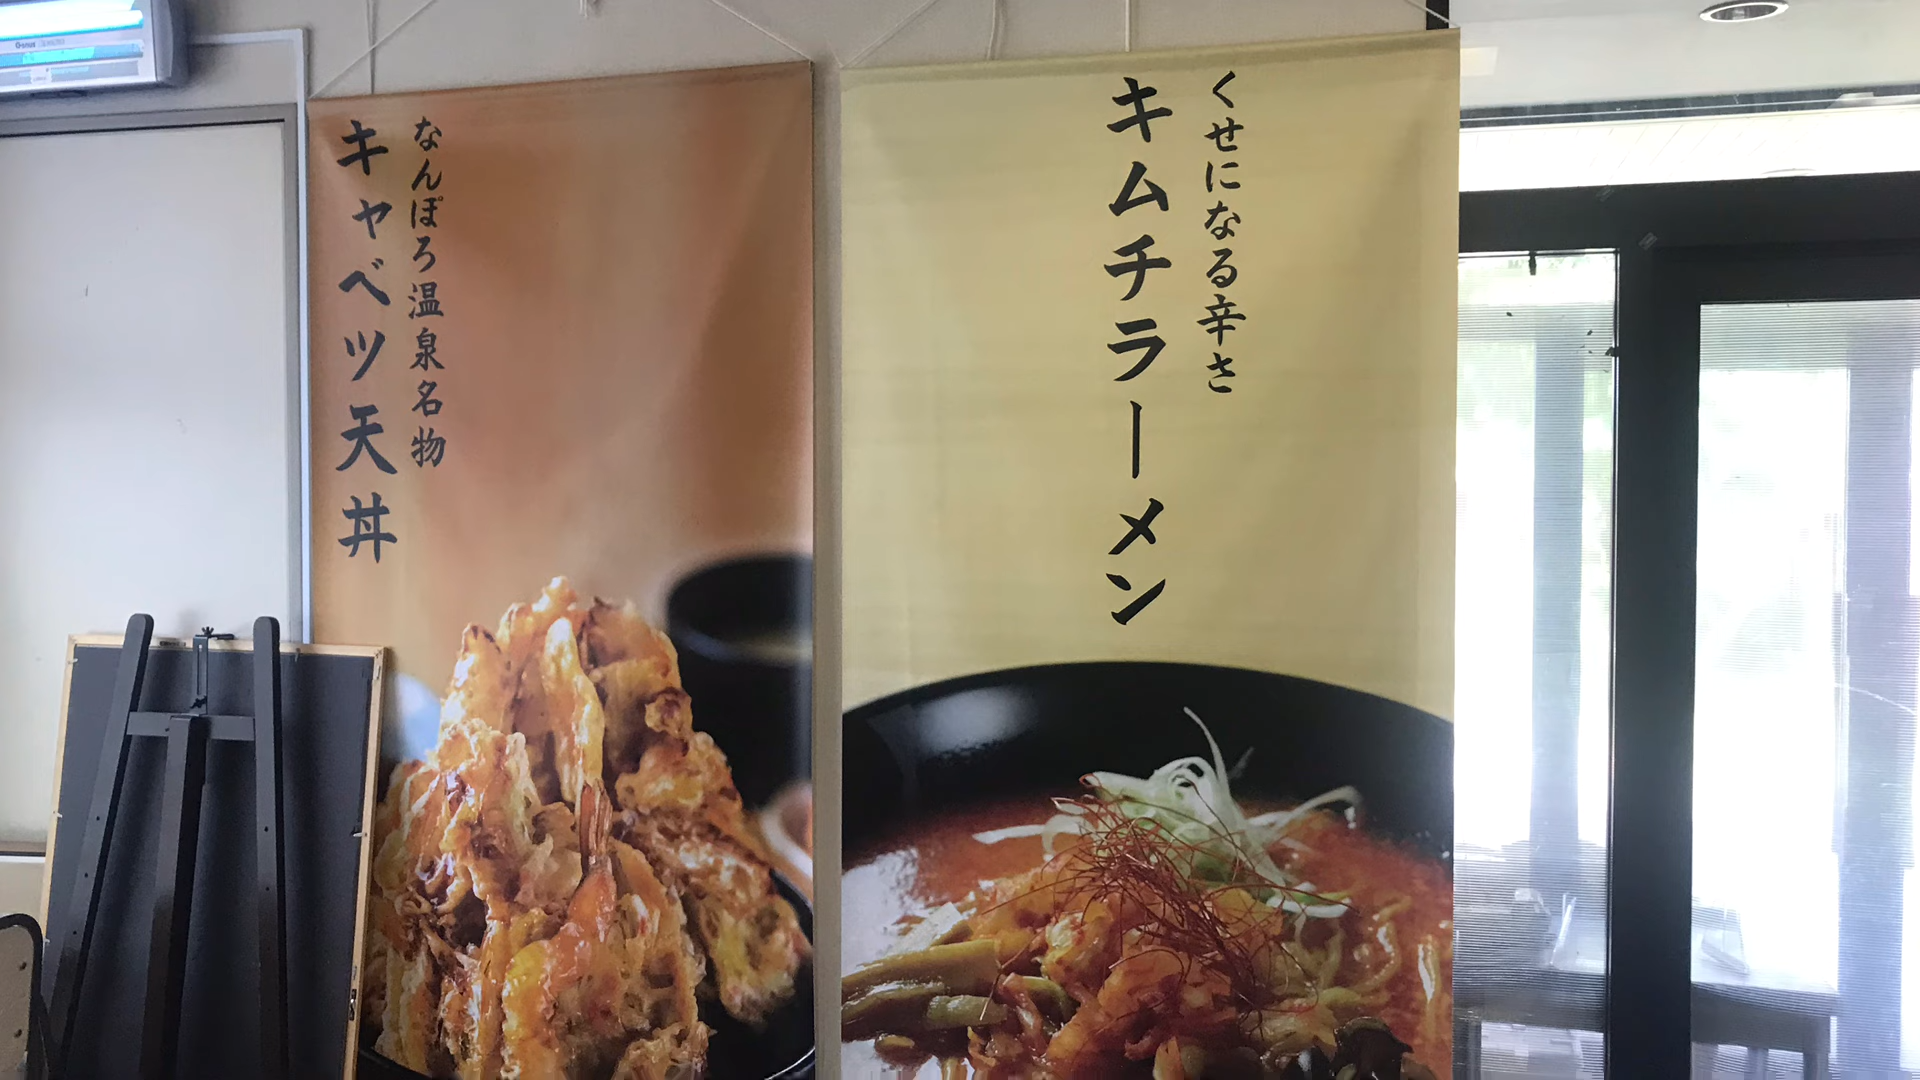 なんぽろ温泉名物
キャベツ天丼
くせになる辛さ
キムチラーメン